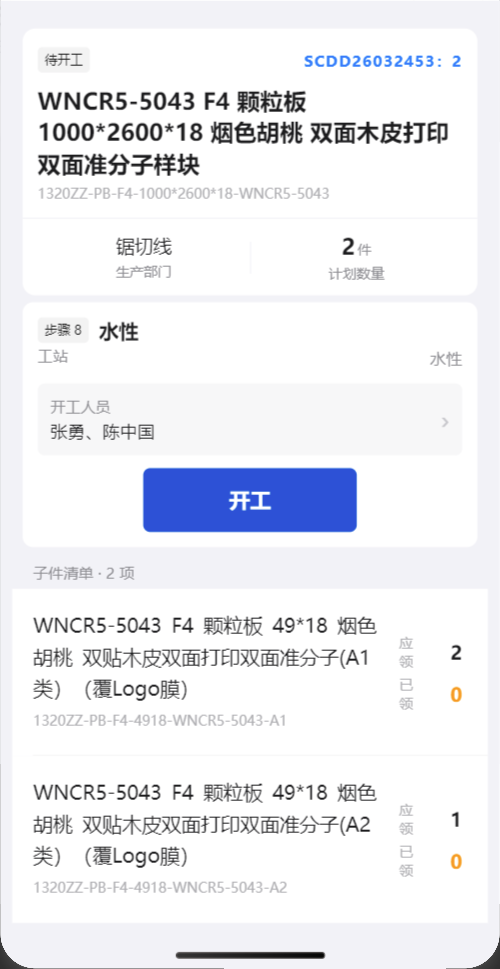 待开工
SCDD26032453：2
WNCR5-5043 F4 颗粒板
1000*2600*18 烟色胡桃 双面木皮打印
双面准分子样块
1320ZZ-PB-F4-1000*2600*18-WNCR5-5043
锯切线
生产部门
2件
计划数量
步骤 8 水性
工站
水性
开工人员
张勇、陈中国
开工
子件清单 · 2 项
WNCR5-5043 F4 颗粒板 49*18 烟色
胡桃 双贴木皮双面打印双面准分子(A1
类）（覆Logo膜）
1320ZZ-PB-F4-4918-WNCR5-5043-A1
应领
2
已领
0
WNCR5-5043 F4 颗粒板 49*18 烟色
胡桃 双贴木皮双面打印双面准分子(A2
类）（覆Logo膜）
1320ZZ-PB-F4-4918-WNCR5-5043-A2
应领
1
已领
0